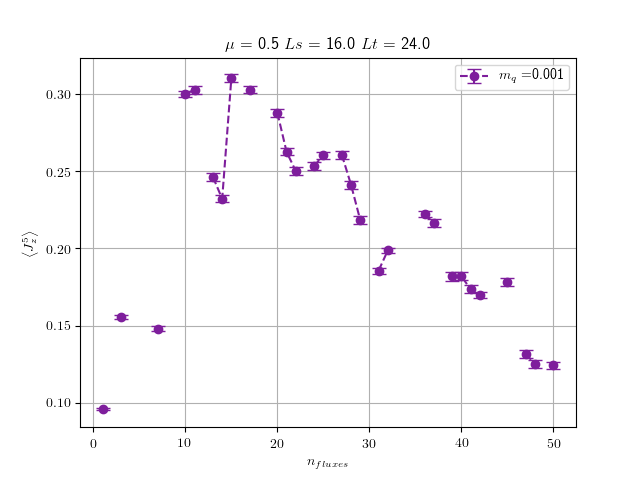 μ = 0.5 Ls = 16.0 Lt = 24.0
m_q =0.001
0.30
0.25
0.20
0.15
0.10
⟨J_z^5⟩
0 10 20 30 40 50
n_fluxes